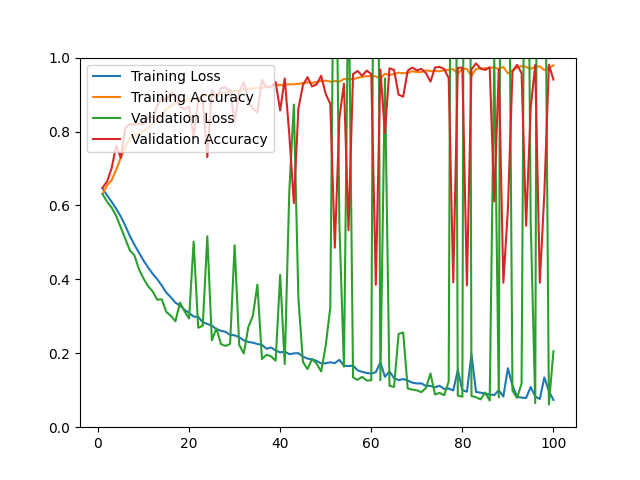 1.0
0.8
0.6
0.4
0.2
0.0
Training Loss
Training Accuracy
Validation Loss
Validation Accuracy
0 20 40 60 80 100